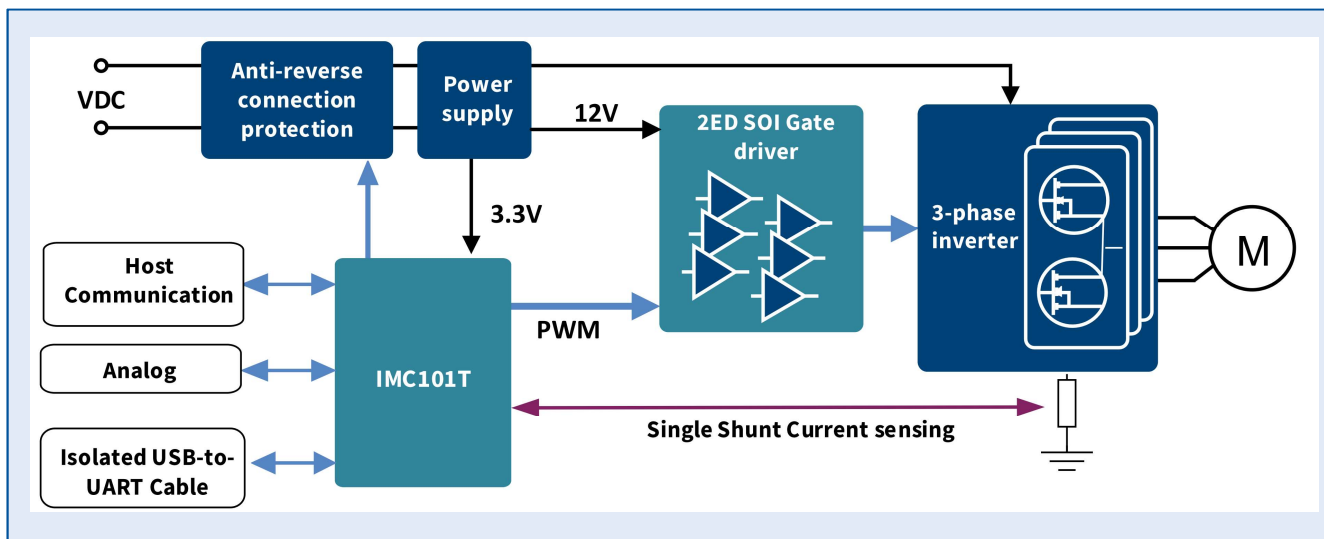 VDC
Anti-reverse
connection
protection
Power
supply
12V
3.3V
2ED SOI Gate
driver
3-phase
inverter
M
Host
Communication
Analog
Isolated USB-to-
UART Cable
IMC101T
PWM
Single Shunt Current sensing